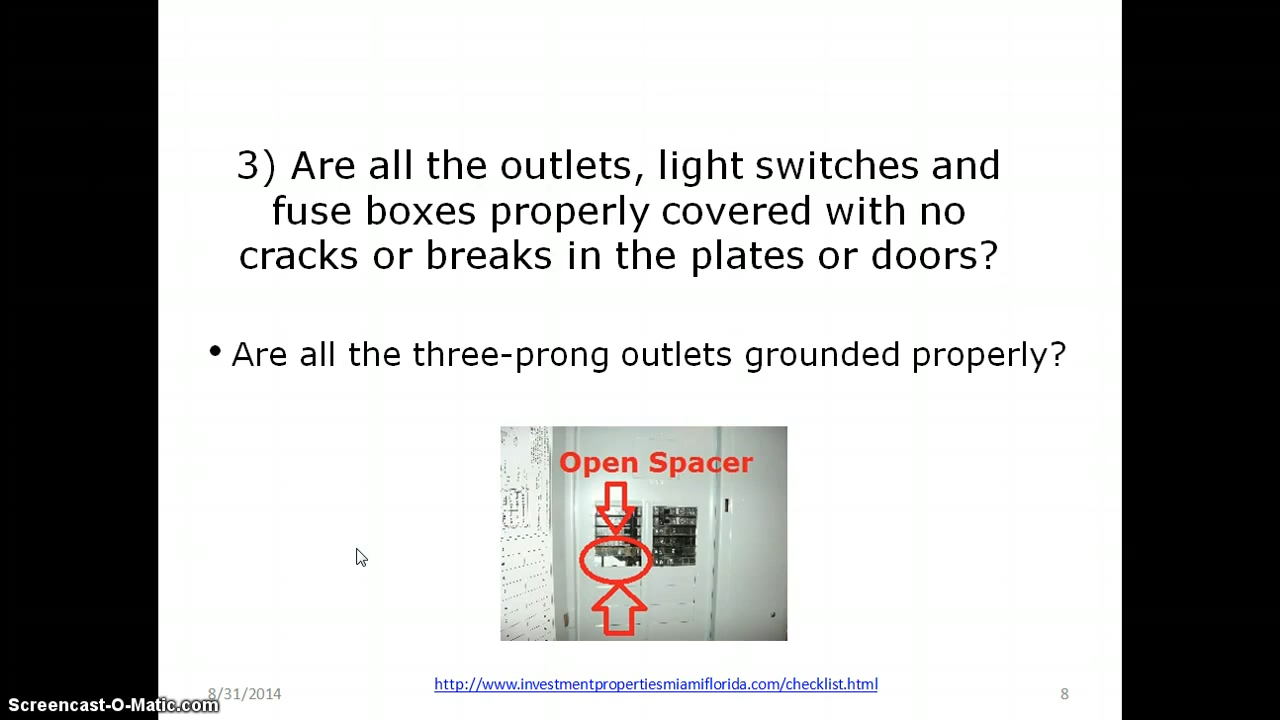 3) Are all the outlets, light switches and
fuse boxes properly covered with no
cracks or breaks in the plates or doors?
• Are all the three-prong outlets grounded properly?
Open Spacer
http://www.investmentpropertiesmiamiflorida.com/checklist.html
8/31/2014
8
Screencast-O-Matic.com